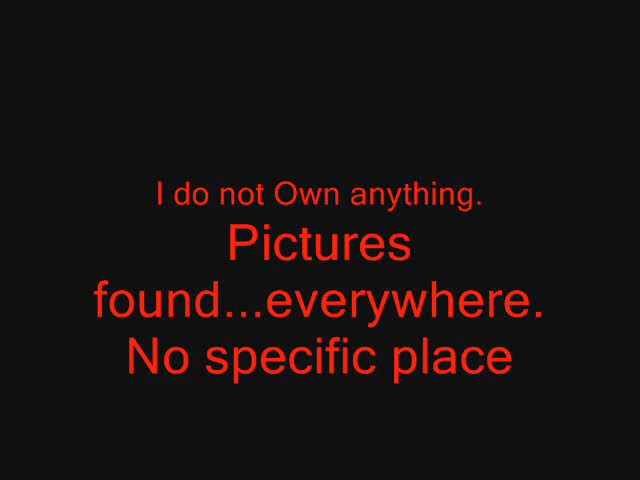 I do not Own anything.
Pictures
found...everywhere.
No specific place